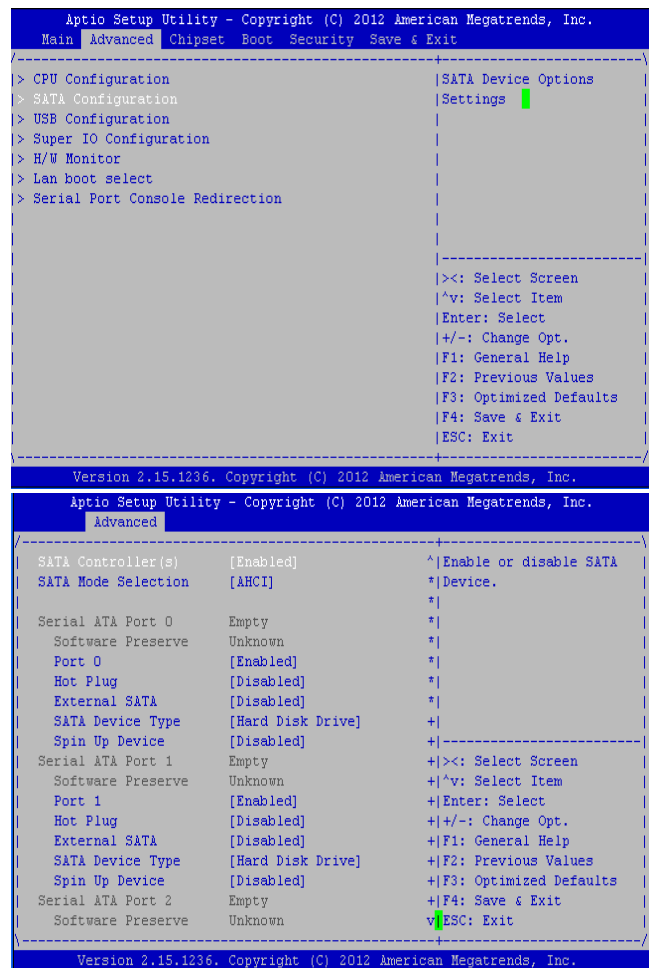 Aptio Setup Utility - Copyright (C) 2012 American Megatrends, Inc.
Main Advanced Chipset Boot Security Save & Exit
/----------------------------------------------------+-------------------------\
|> CPU Configuration |SATA Device Options |
|> SATA Configuration |Settings |
|> USB Configuration | |
|> Super IO Configuration | |
|> H/W Monitor | |
|> Lan boot select | |
|> Serial Port Console Redirection | |
| | |
| | |
| |-------------------------|
| |><: Select Screen |
| |^v: Select Item |
| |Enter: Select |
| |+/-: Change Opt. |
| |F1: General Help |
| |F2: Previous Values |
| |F3: Optimized Defaults |
| |F4: Save & Exit |
| |ESC: Exit |
\----------------------------------------------------+-------------------------/
Version 2.15.1236. Copyright (C) 2012 American Megatrends, Inc.
Aptio Setup Utility - Copyright (C) 2012 American Megatrends, Inc.
Advanced
/----------------------------------------------------+-------------------------\
| SATA Controller(s) [Enabled] ^|Enable or disable SATA |
| SATA Mode Selection [AHCI] *|Device. |
| *| |
| Serial ATA Port 0 Empty *| |
| Software Preserve Unknown *| |
| Port 0 [Enabled] *| |
| Hot Plug [Disabled] *| |
| External SATA [Disabled] *| |
| SATA Device Type [Hard Disk Drive] +| |
| Spin Up Device [Disabled] +|-------------------------|
| Serial ATA Port 1 Empty +|><: Select Screen |
| Software Preserve Unknown +|^v: Select Item |
| Port 1 [Enabled] +|Enter: Select |
| Hot Plug [Disabled] +|+/-: Change Opt. |
| External SATA [Disabled] +|F1: General Help |
| SATA Device Type [Hard Disk Drive] +|F2: Previous Values |
| Spin Up Device [Disabled] +|F3: Optimized Defaults |
| Serial ATA Port 2 Empty +|F4: Save & Exit |
| Software Preserve Unknown v|ESC: Exit |
\----------------------------------------------------+-------------------------/
Version 2.15.1236. Copyright (C) 2012 American Megatrends, Inc.